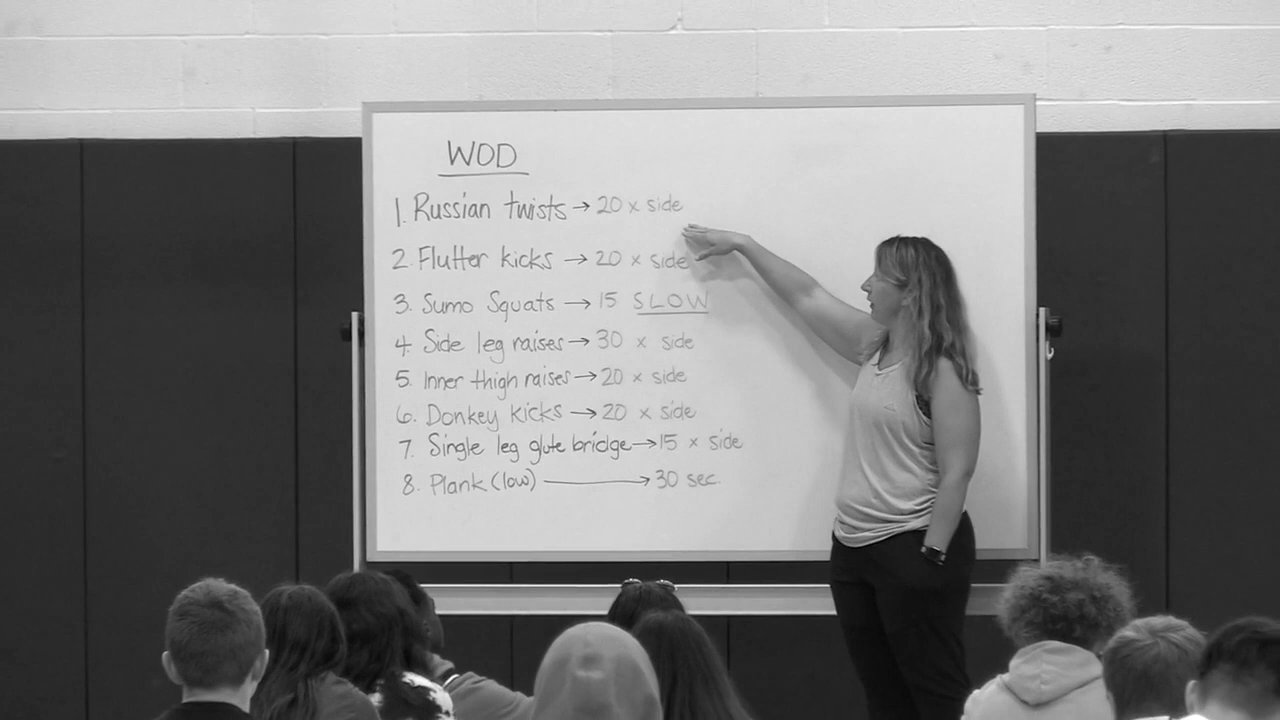 WOD
1. Russian twists → 20 x side
2. Flutter kicks → 20 x side
3. Sumo Squats → 15 SLOW
4. Side leg raises → 30 x side
5. Inner thigh raises → 20 x side
6. Donkey kicks → 20 x side
7. Single leg glute bridge → 15 x side
8. Plank (low) → 30 sec.